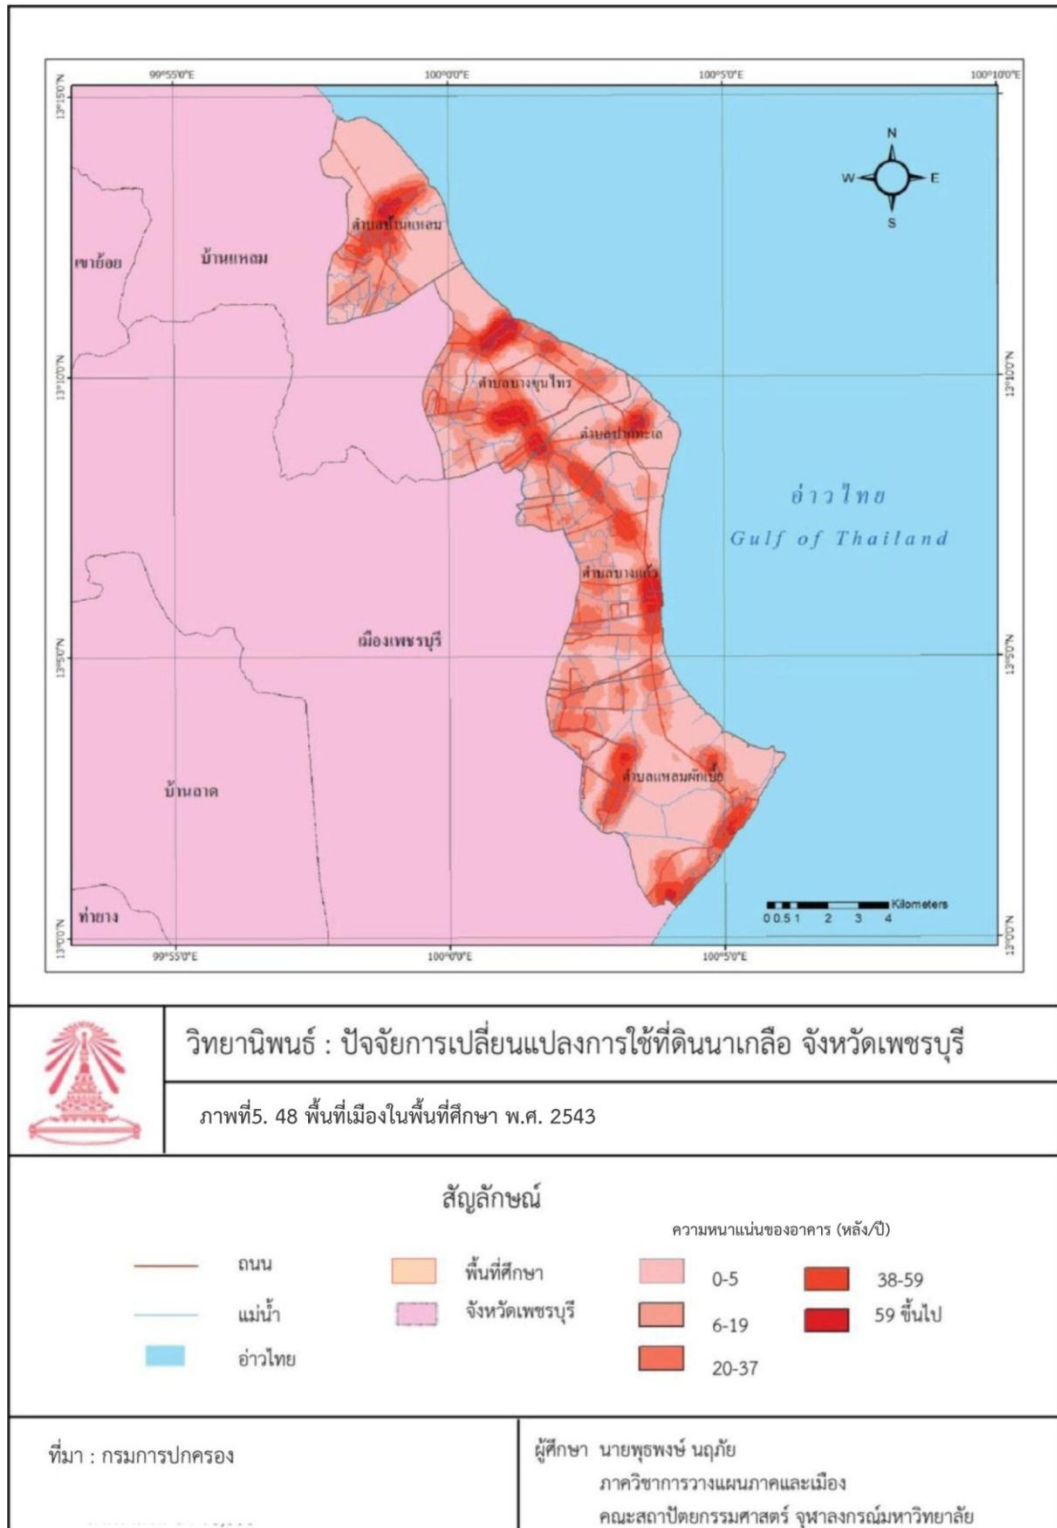 99°55'0"E 100°0'0"E 100°5'0"E 100°10'0"E
13°15'0"N
N
W E
S
ตำบลบ้านแหลม
เขาย้อย
บ้านแหลม
13°10'0"N 13°10'0"N
ตำบลบางขุนไทร
ตำบลปากทะเล
อ่าวไทย
Gulf of Thailand
ตำบลบางแก้ว
เมืองเพชรบุรี
13°5'0"N 13°5'0"N
ตำบลแหลมผักเบี้ย
บ้านลาด
ท่ายาง
Kilometers
0 0.5 1 2 3 4
13°0'0"N 13°0'0"N
99°55'0"E 100°0'0"E 100°5'0"E
วิทยานิพนธ์ : ปัจจัยการเปลี่ยนแปลงการใช้ที่ดินนาเกลือ จังหวัดเพชรบุรี
ภาพที่5. 48 พื้นที่เมืองในพื้นที่ศึกษา พ.ศ. 2543
สัญลักษณ์
ความหนาแน่นของอาคาร (หลัง/ปี)
ถนน
แม่น้ำ
อ่าวไทย
พื้นที่ศึกษา
จังหวัดเพชรบุรี
0-5
6-19
20-37
38-59
59 ขึ้นไป
ที่มา : กรมการปกครอง
ผู้ศึกษา นายพุธพงษ์ นฤภัย
ภาควิชาการวางแผนภาคและเมือง
คณะสถาปัตยกรรมศาสตร์ จุฬาลงกรณ์มหาวิทยาลัย